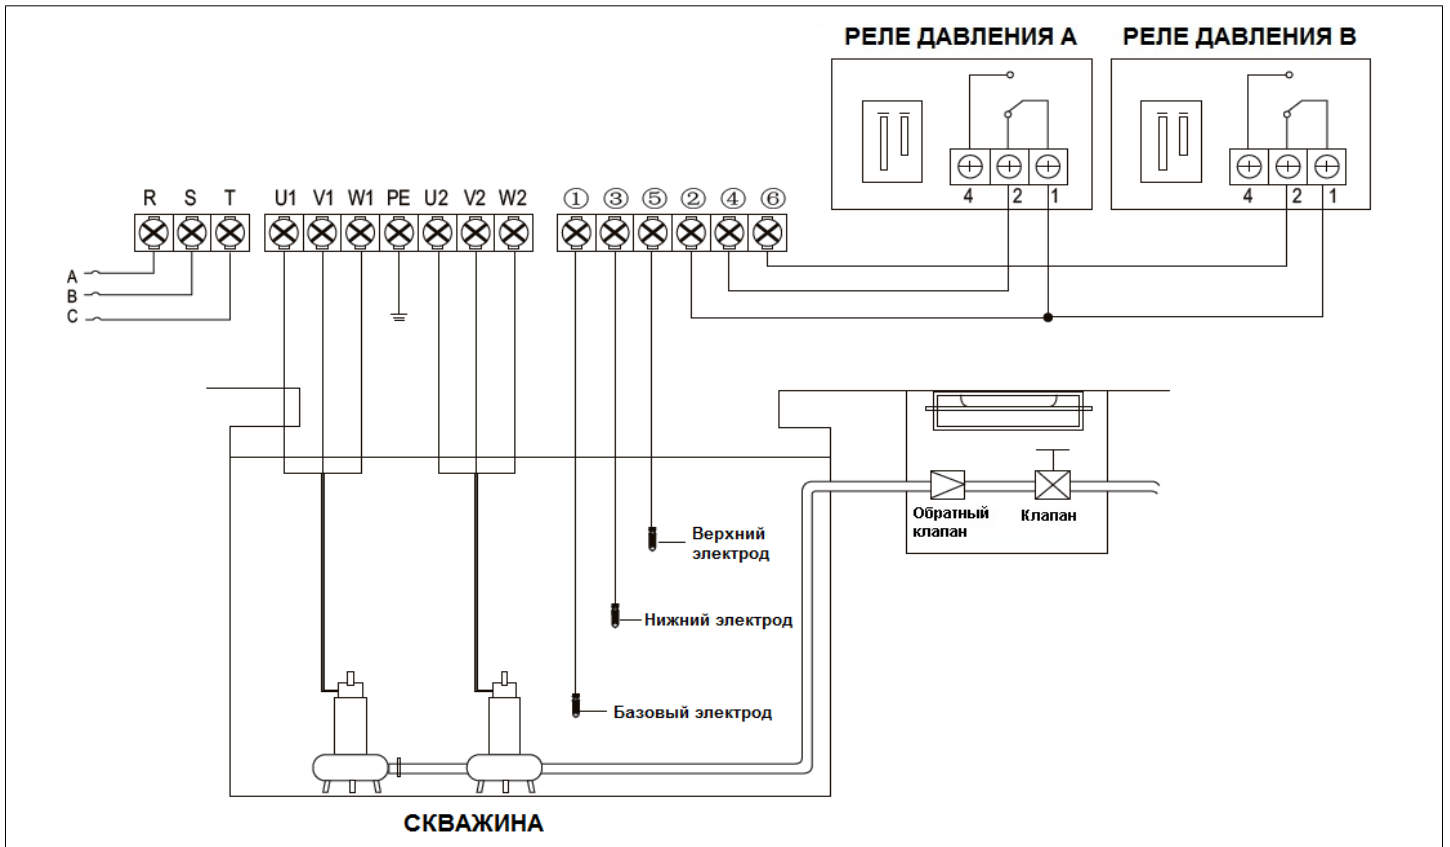 РЕЛЕ ДАВЛЕНИЯ А РЕЛЕ ДАВЛЕНИЯ В
4 2 1 4 2 1
R S T U1 V1 W1 PE U2 V2 W2 ① ③ ⑤ ② ④ ⑥
A
B
C
Обратный
клапан
Клапан
Верхний
электрод
Нижний электрод
Базовый электрод
СКВАЖИНА